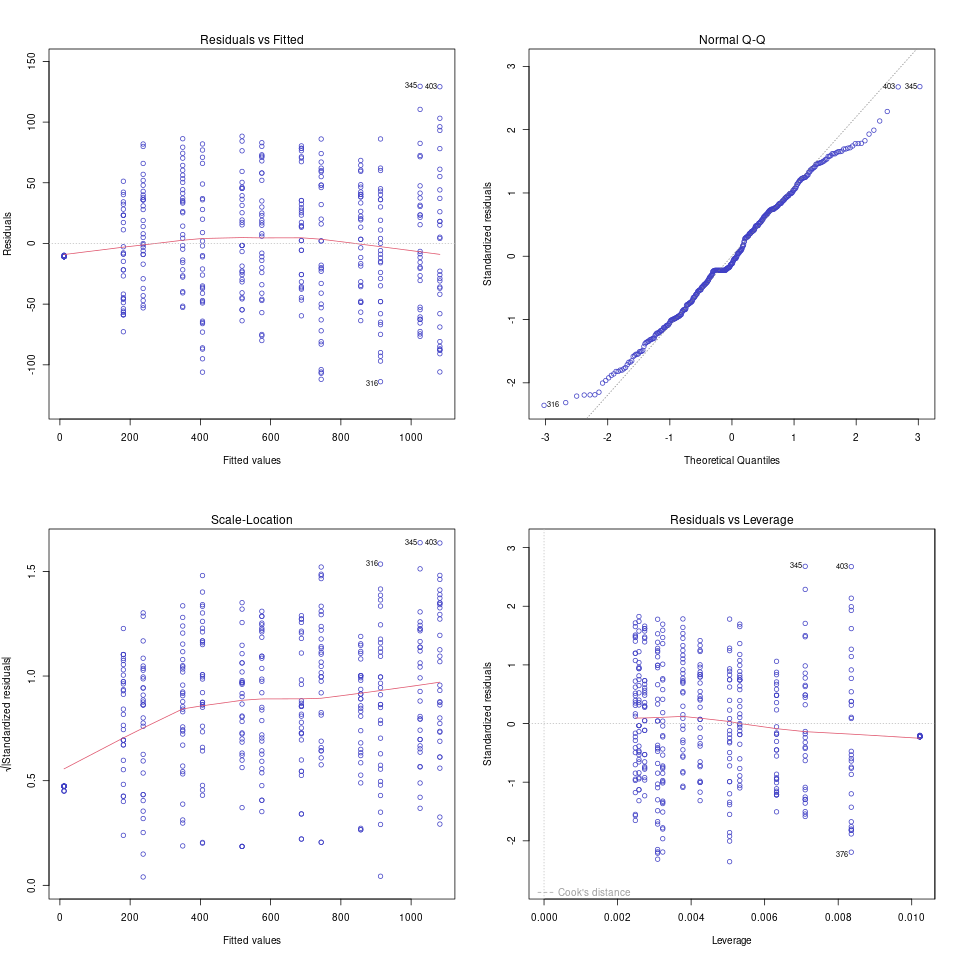 Residuals vs Fitted
Residuals
150
100
50
0
-50
-100
345
403
316
0 200 400 600 800 1000
Fitted values
Normal Q-Q
Standardized residuals
3
2
1
0
-1
-2
403
345
316
-3 -2 -1 0 1 2 3
Theoretical Quantiles
Scale-Location
√|Standardized residuals|
1.5
1.0
0.5
0.0
345
403
316
0 200 400 600 800 1000
Fitted values
Residuals vs Leverage
Standardized residuals
3
2
1
0
-1
-2
345
403
376
Cook's distance
0.000 0.002 0.004 0.006 0.008 0.010
Leverage